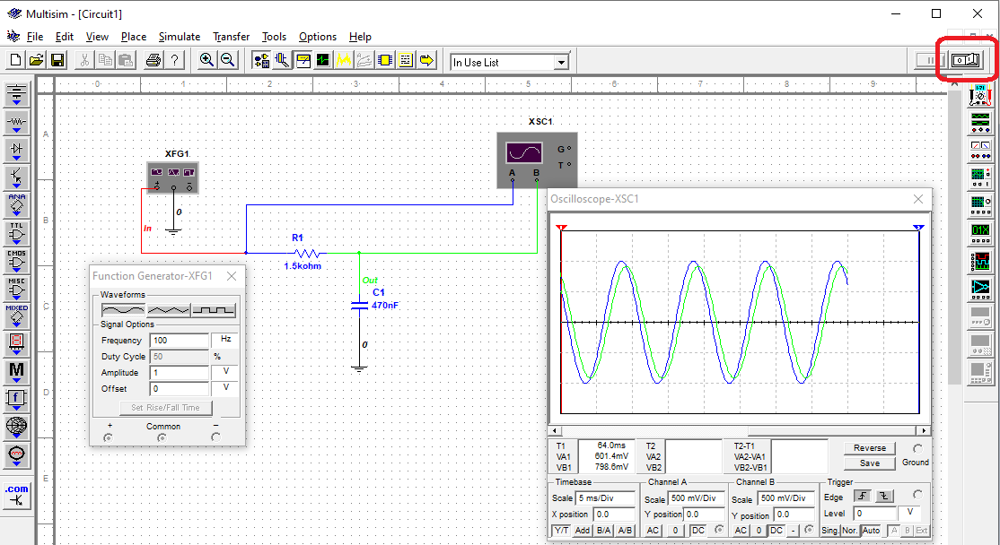 Multisim - [Circuit1]
File Edit View Place Simulate Transfer Tools Options Help
In Use List
0 1 2 3 4 5 6 7 8 9
A
B
C
D
E
ANA
TTL
CMOS
MISC
MIXED
M
f
.com
XFG1
0
In
R1
1.5kohm
Out
C1
470nF
0
XSC1
G
T
A B
Function Generator-XFG1
Waveforms
Signal Options
Frequency 100 Hz
Duty Cycle 50 %
Amplitude 1 V
Offset 0 V
Set Rise/Fall Time
+ Common -
Oscilloscope-XSC1
1 2
T1 64.0ms T2 T2-T1
VA1 601.4mV VA2 VA2-VA1
VB1 798.6mV VB2 VB2-VB1
Reverse
Save
Ground
Timebase Channel A Channel B Trigger
Scale 5 ms/Div Scale 500 mV/Div Scale 500 mV/Div Edge
X position 0.0 Y position 0.0 Y position 0.0 Level 0 V
Y/T Add B/A A/B AC 0 DC AC 0 DC - Sing. Nor. Auto A B Ext
01X